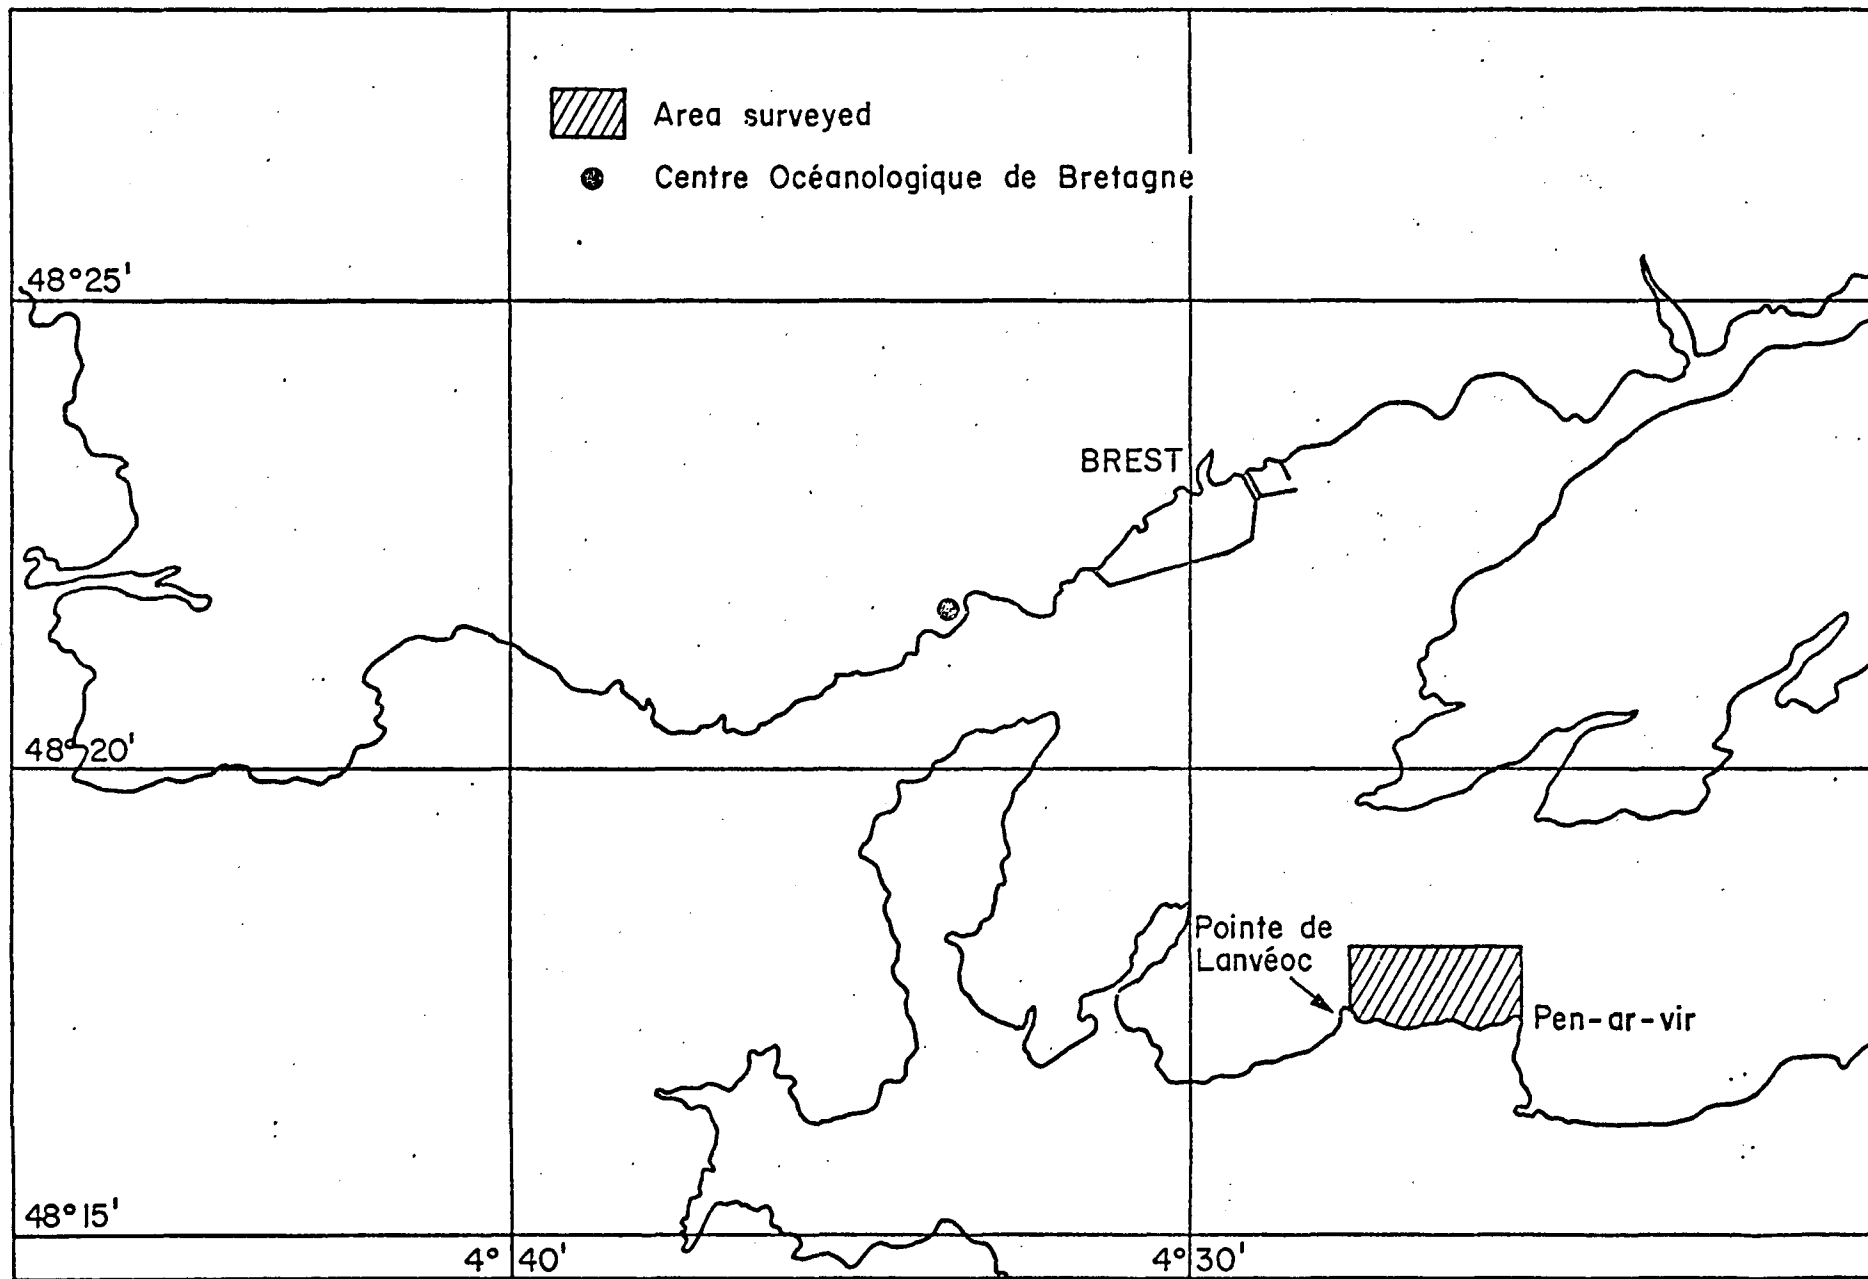 Area surveyed
Centre Océanologique de Bretagne
48°25'
BREST
48°20'
Pointe de
Lanvéoc
Pen-ar-vir
48°15'
4°40'
4°30'